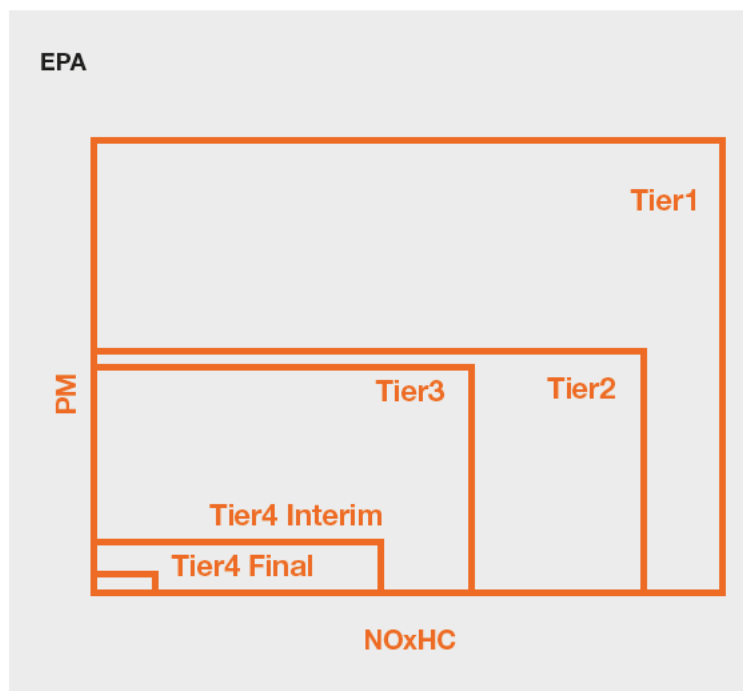 EPA
Tier1
PM
Tier3
Tier2
Tier4 Interim
Tier4 Final
NOxHC